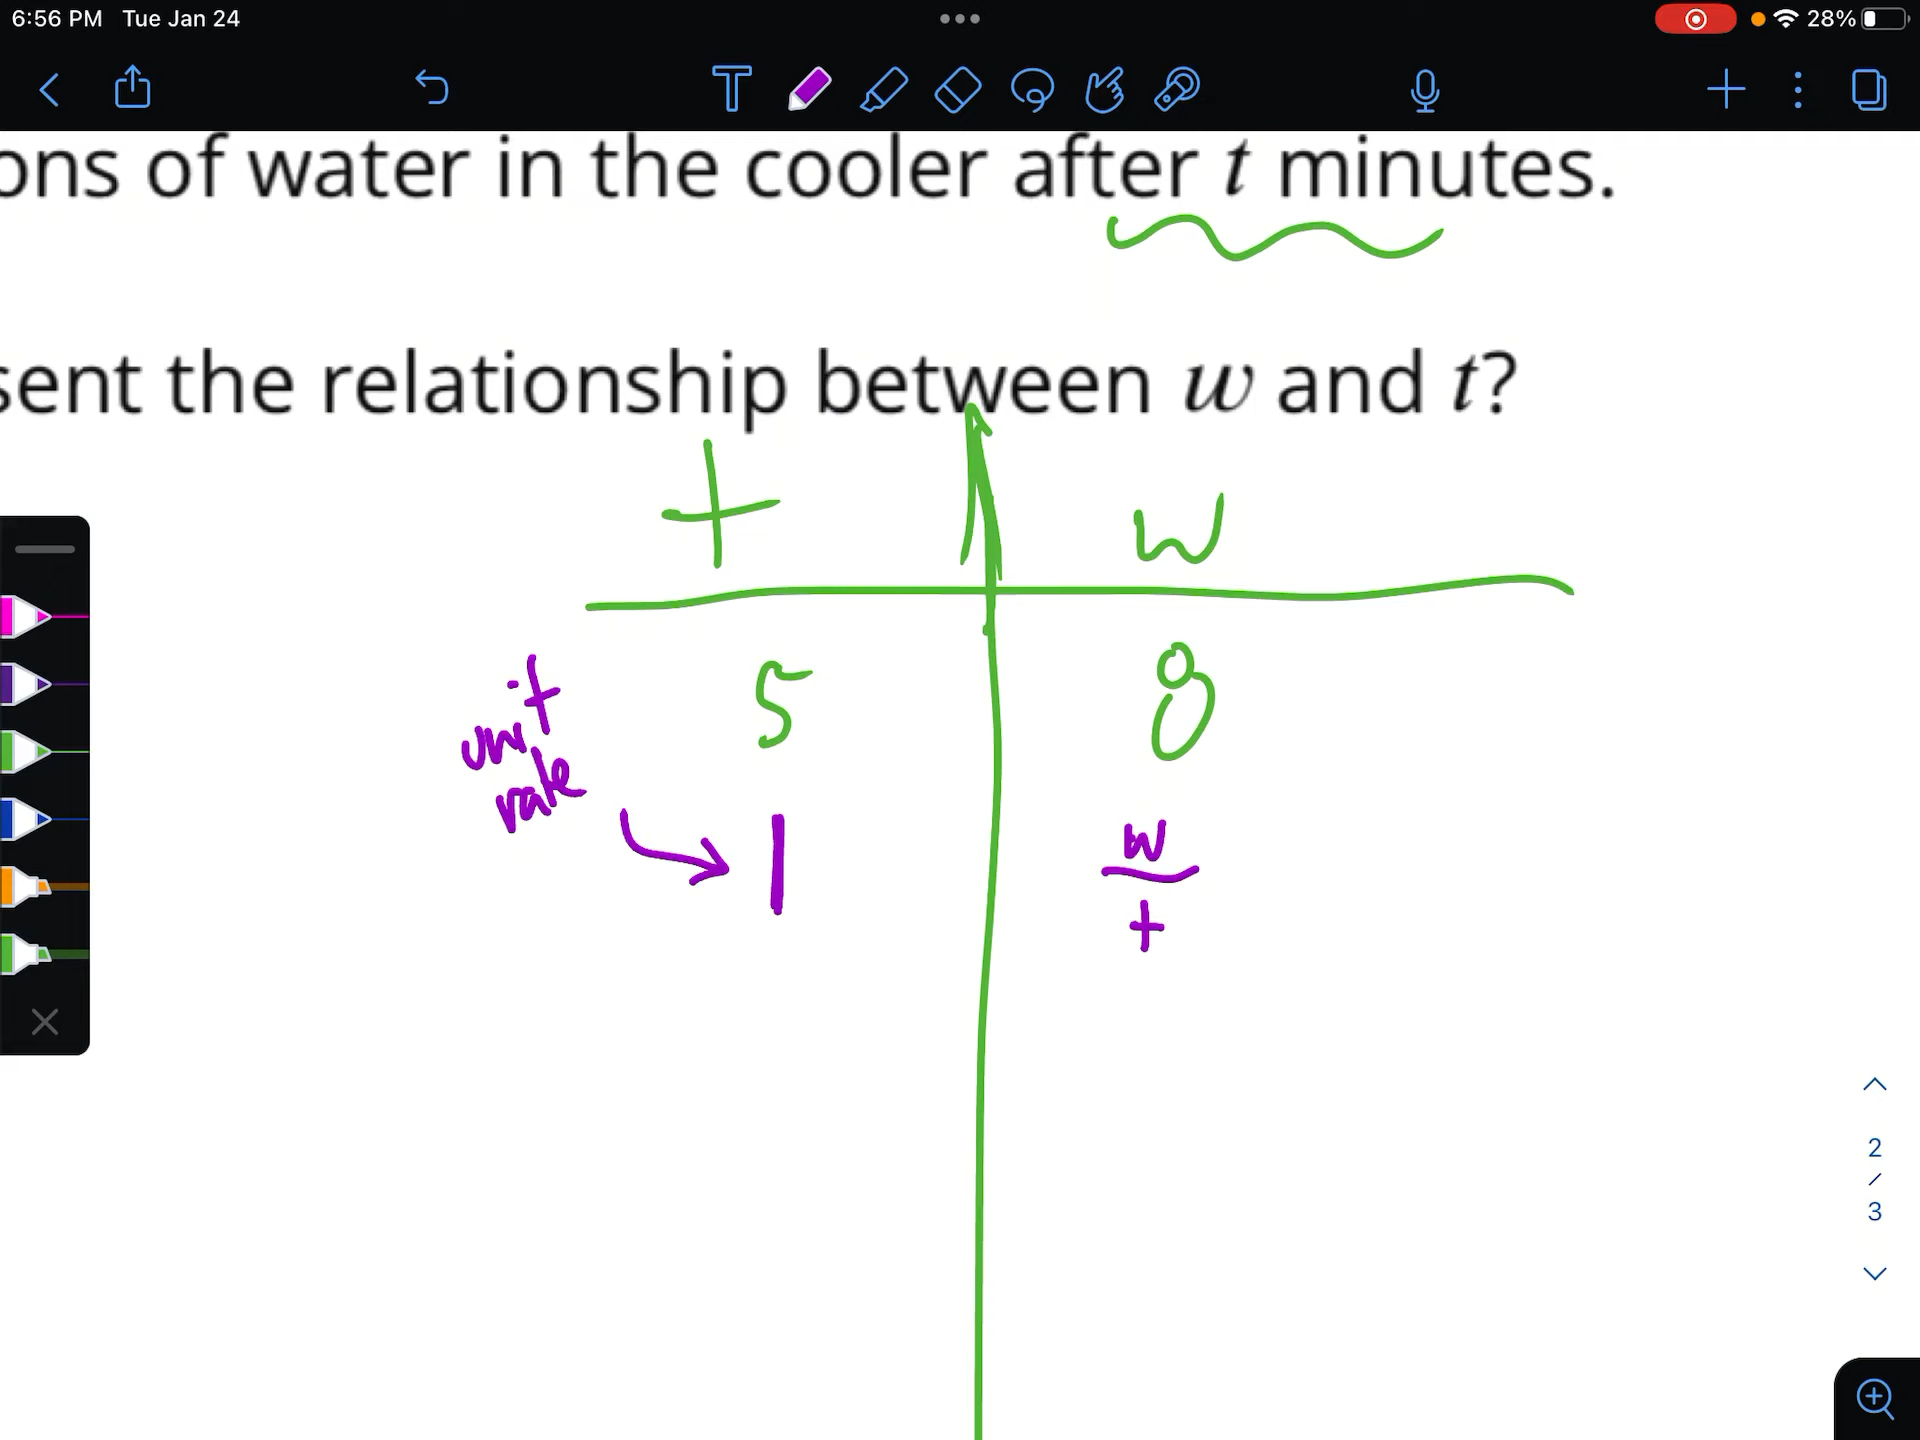 6:56 PM Tue Jan 24
28%
ons of water in the cooler after t minutes.
sent the relationship between w and t?
t w
5 8
unit
rate
1
w
t
2
/
3